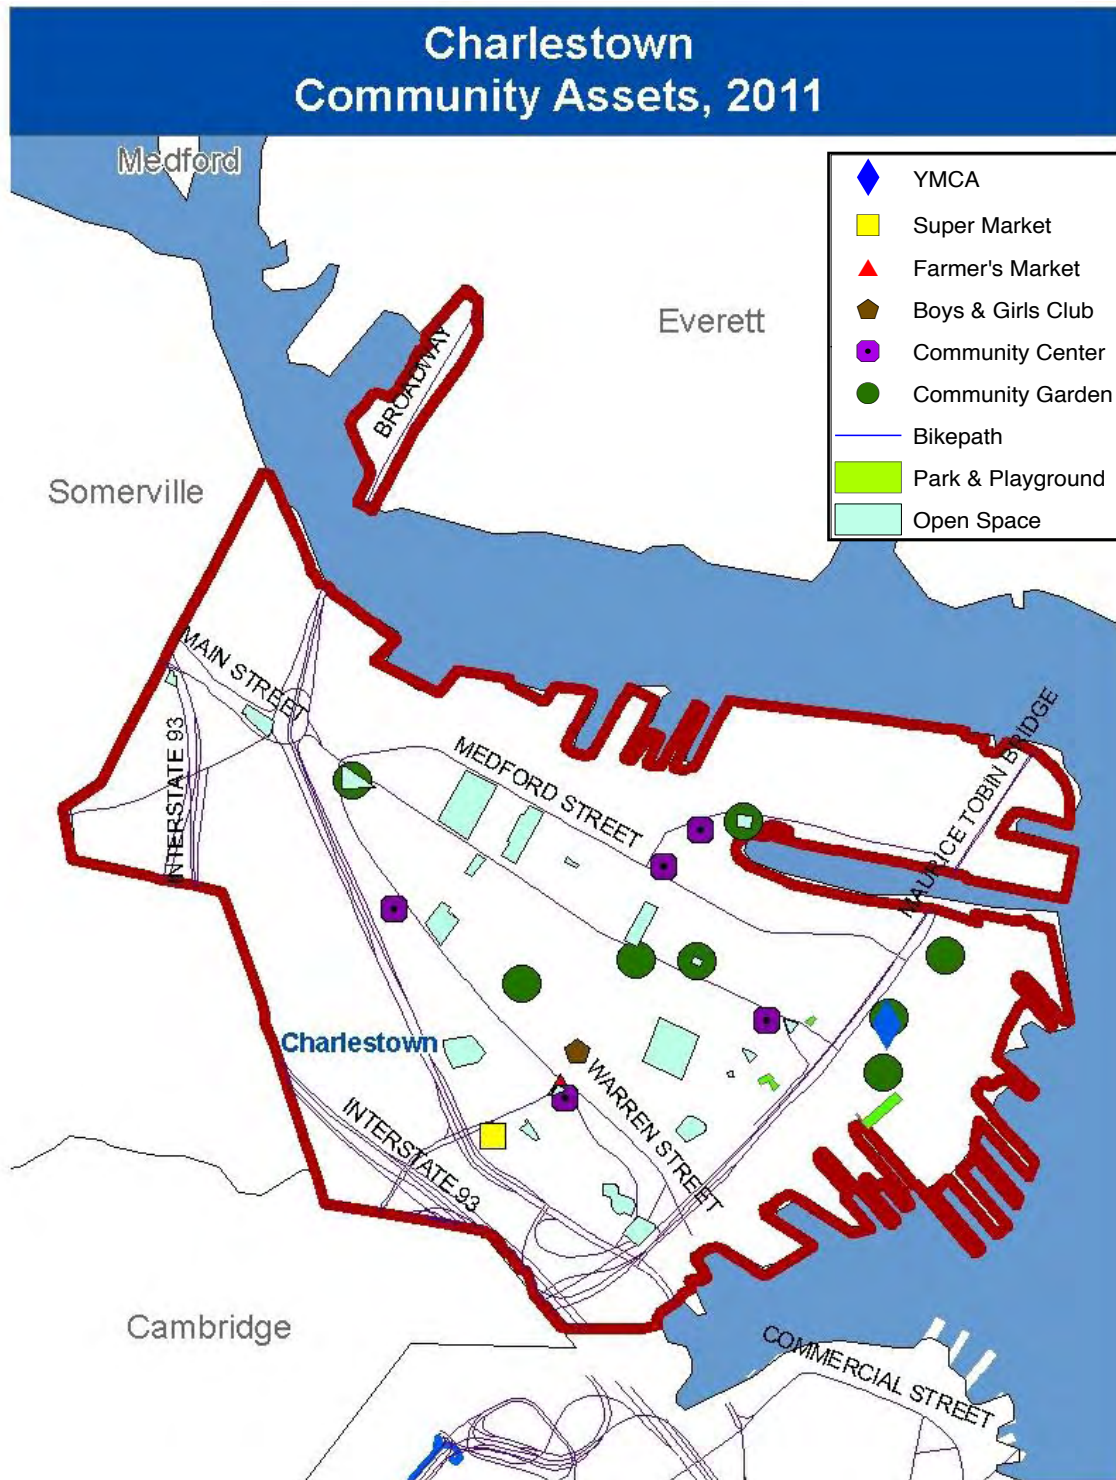 Charlestown
Community Assets, 2011
Medford
YMCA
Super Market
Farmer's Market
Boys & Girls Club
Community Center
Community Garden
Bikepath
Park & Playground
Open Space
Everett
BROADWAY
Somerville
MAIN STREET
INTERSTATE 93
MEDFORD STREET
MAURICE TOBIN BRIDGE
Charlestown
WARREN STREET
INTERSTATE 93
Cambridge
COMMERCIAL STREET